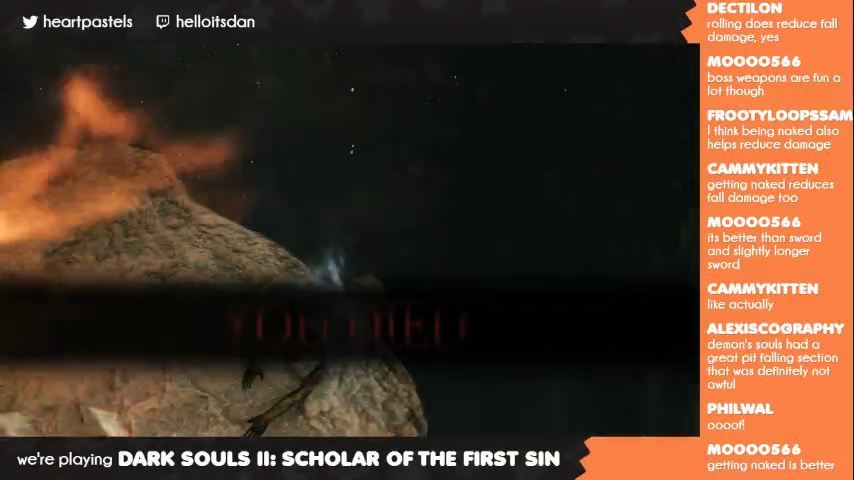 heartpastels helloitsdan
DECTILON
rolling does reduce fall
damage, yes
MOOOO566
boss weapons are fun a
lot though
FROOTYLOOPSSAM
I think being naked also
helps reduce damage
CAMMYKITTEN
getting naked reduces
fall damage too
MOOOO566
its better than sword
and slightly longer
sword
CAMMYKITTEN
like actually
ALEXISCOGRAPHY
demon's souls had a
great pit falling section
that was definitely not
awful
PHILWAL
oooof!
MOOOO566
getting naked is better
YOU DIED
we're playing DARK SOULS II: SCHOLAR OF THE FIRST SIN